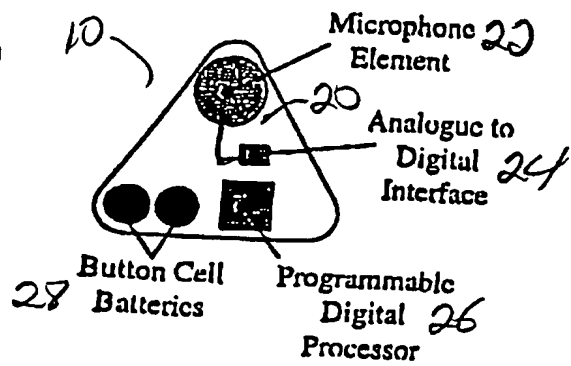 10
Microphone 22
Element
20
Analogue to
Digital 24
Interface
Button Cell
28 Batteries
Programmable
Digital 26
Processor